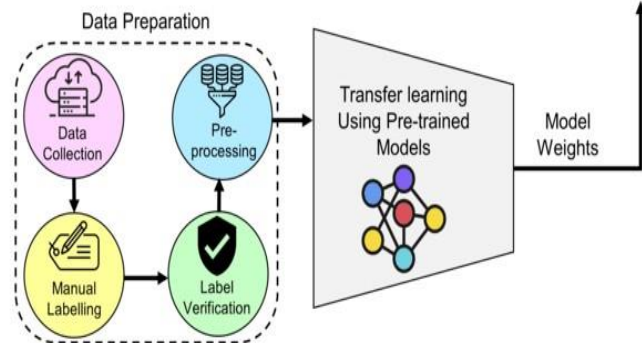 Data Preparation
Data
Collection
Pre-
processing
Manual
Labelling
Label
Verification
Transfer learning
Using Pre-trained
Models
Model
Weights